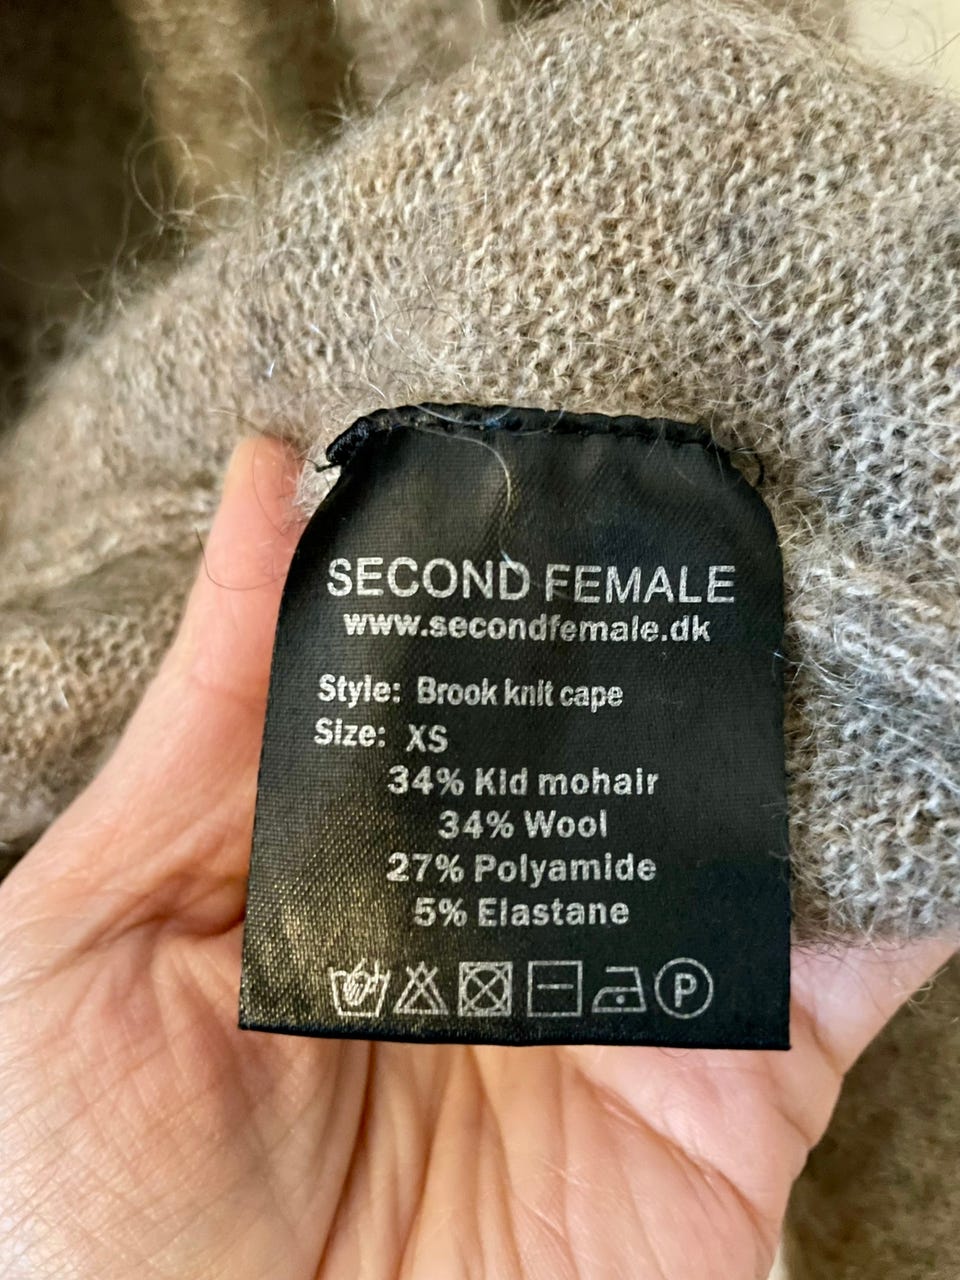 SECOND FEMALE
www.secondfemale.dk
Style: Brook knit cape
Size: XS
34% Kid mohair
34% Wool
27% Polyamide
5% Elastane
P